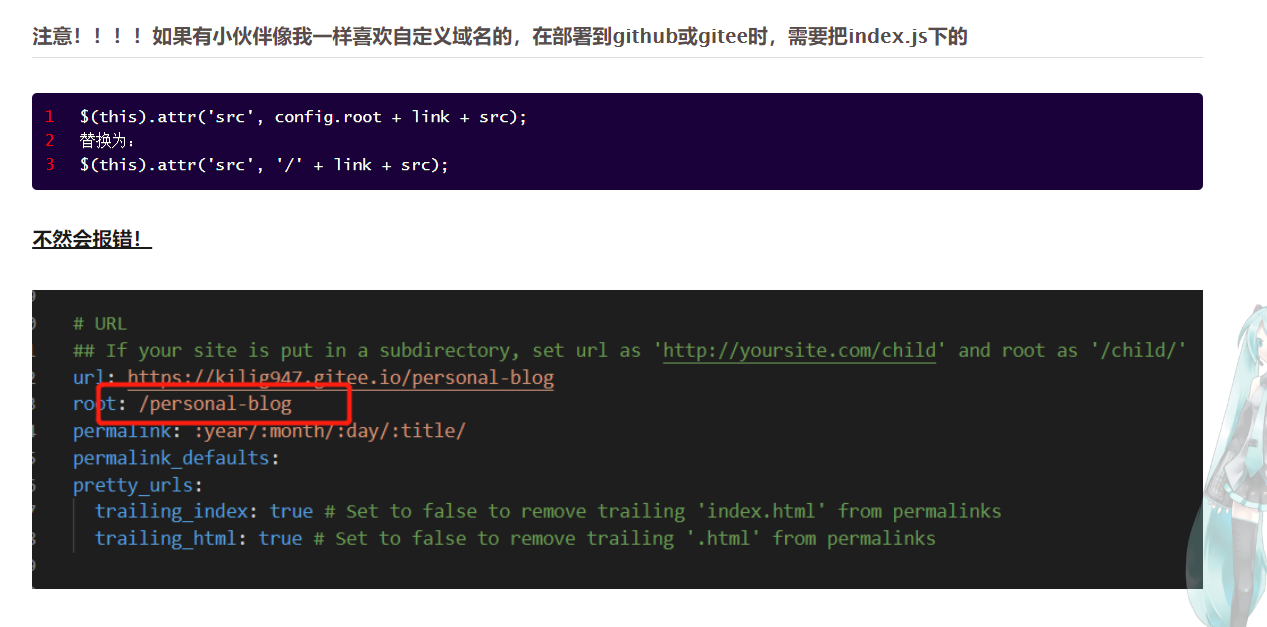 注意！！！！如果有小伙伴像我一样喜欢自定义域名的，在部署到github或gitee时，需要把index.js下的
1 $(this).attr('src', config.root + link + src);
2 替换为：
3 $(this).attr('src', '/' + link + src);
不然会报错！
# URL
## If your site is put in a subdirectory, set url as 'http://yoursite.com/child' and root as '/child/'
url: https://kilig947.gitee.io/personal-blog
root: /personal-blog
permalink: :year/:month/:day/:title/
permalink_defaults:
pretty_urls:
trailing_index: true # Set to false to remove trailing 'index.html' from permalinks
trailing_html: true # Set to false to remove trailing '.html' from permalinks